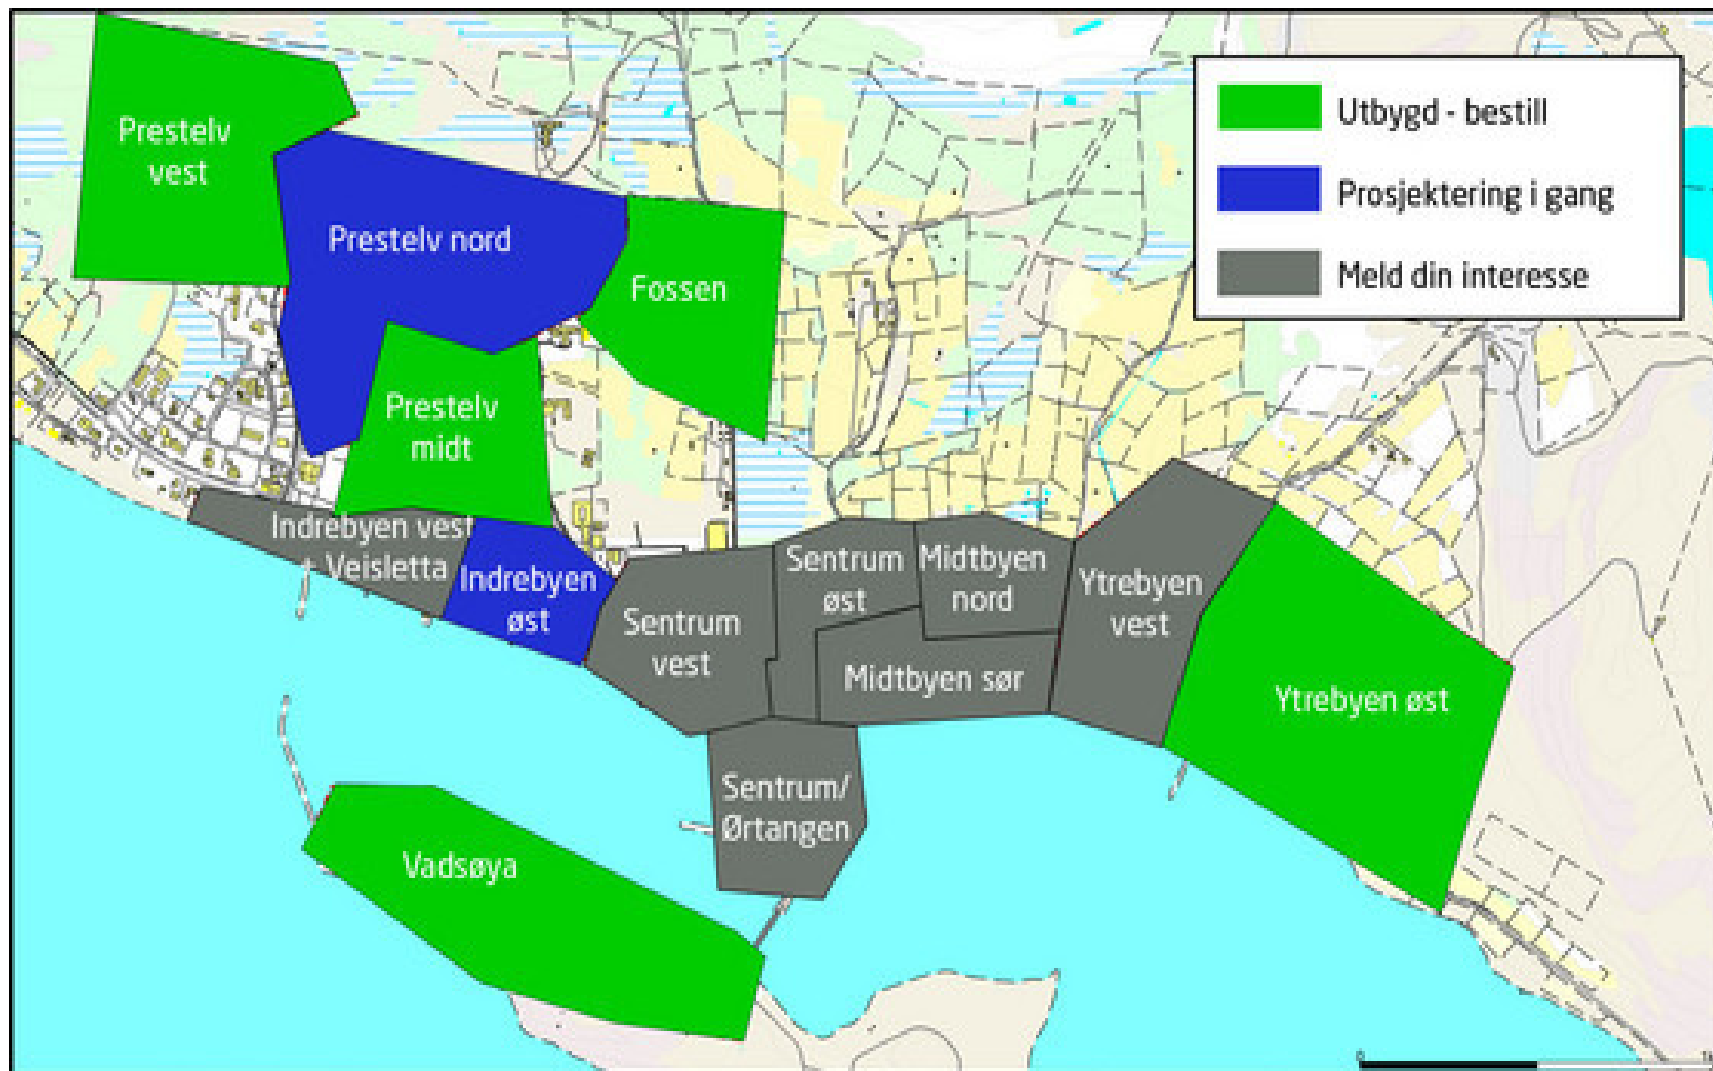 Utbygd - bestill
Prosjektering i gang
Meld din interesse
Prestelv
vest
Prestelv nord
Fossen
Prestelv
midt
Indrebyen vest
Veisletta
Indrebyen
øst
Sentrum
vest
Sentrum
øst
Midtbyen
nord
Midtbyen sør
Ytrebyen
vest
Ytrebyen øst
Sentrum/
Ørtangen
Vadsøya
0